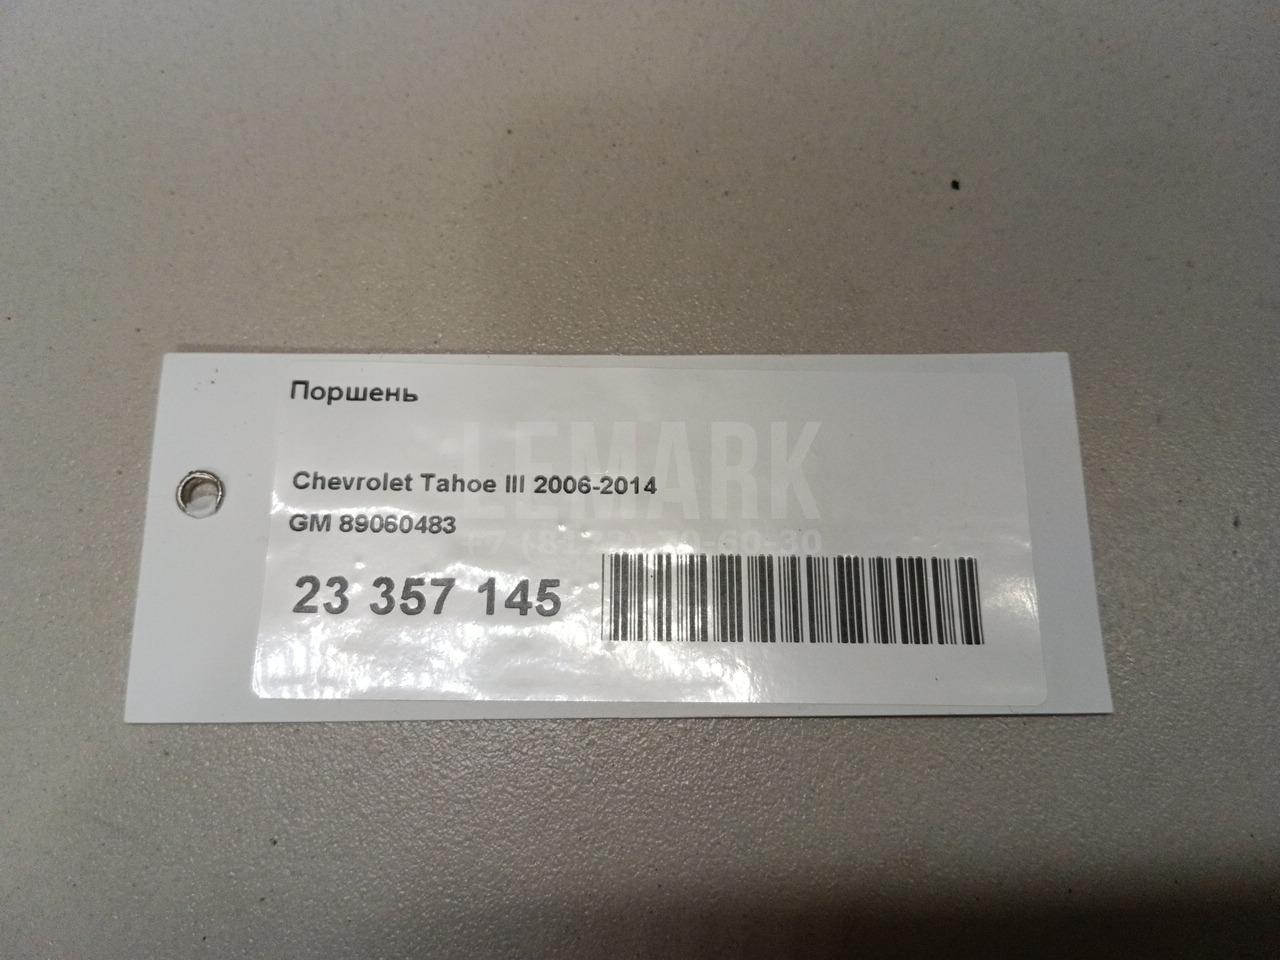 Поршень
LEMARK
Chevrolet Tahoe III 2006-2014
GM 89060483
23 357 145